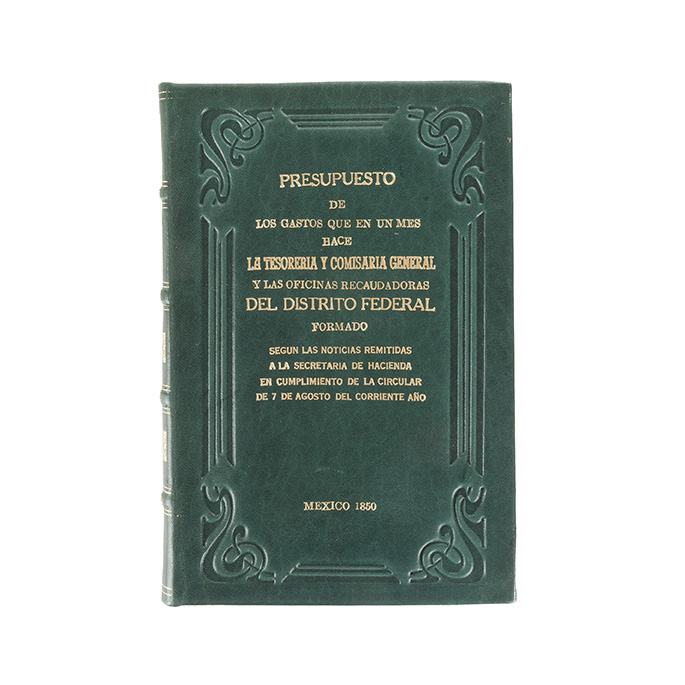 PRESUPUESTO
DE
LOS GASTOS QUE EN UN MES
HACE
LA TESORERIA Y COMISARIA GENERAL
Y LAS OFICINAS RECAUDADORAS
DEL DISTRITO FEDERAL
FORMADO
SEGUN LAS NOTICIAS REMITIDAS
A LA SECRETARIA DE HACIENDA
EN CUMPLIMIENTO DE LA CIRCULAR
DE 7 DE AGOSTO DEL CORRIENTE AÑO
MEXICO 1850